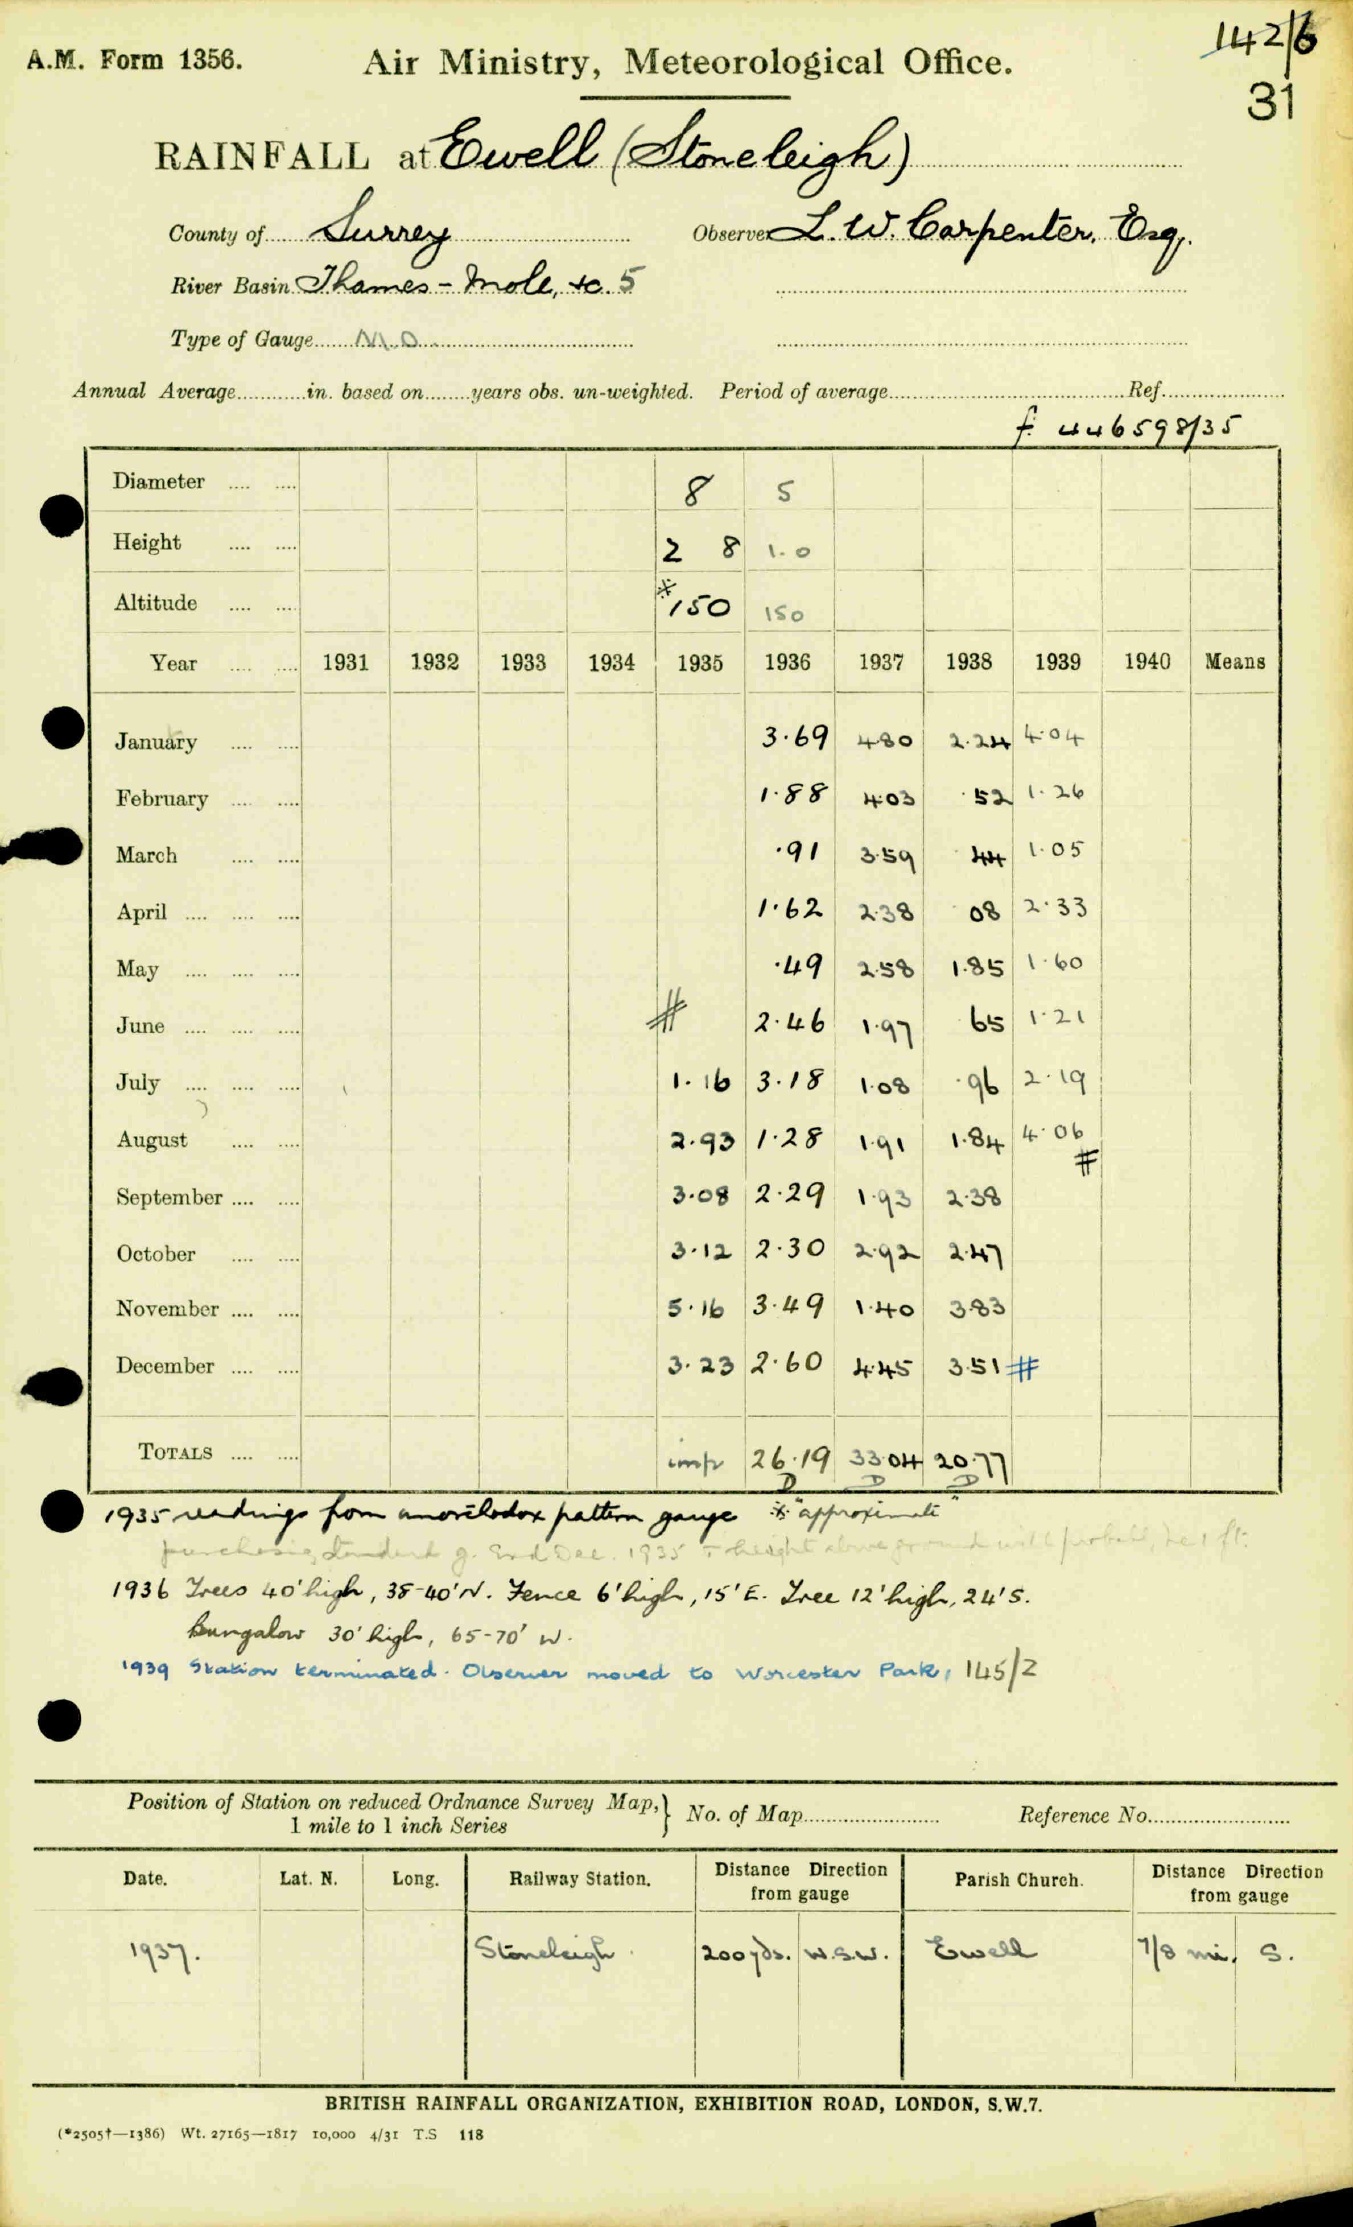 142/6
A.M. Form 1356. Air Ministry, Meteorological Office.
31
RAINFALL at Ewell (Stoneleigh)
County of Surrey Observer L. W. Carpenter, Esq.
River Basin Thames - Mole, &c. 5
Type of Gauge M.O
Annual Average in. based on years obs. un-weighted. Period of average Ref.
f. 446598/35
Diameter 8 5
Height 2 8 1.0
Altitude *150 150
Year 1931 1932 1933 1934 1935 1936 1937 1938 1939 1940 Means
January 3.69 4.80 2.24 4.04
February 1.88 4.03 .52 1.26
March .91 3.59 .44 1.05
April 1.62 2.38 .08 2.33
May .49 2.58 1.85 1.60
June # 2.46 1.97 .65 1.21
July 1.16 3.18 1.08 .96 2.19
August 2.93 1.28 1.91 1.84 4.06 #
September 3.08 2.29 1.93 2.38
October 3.12 2.30 2.92 2.47
November 5.16 3.49 1.40 3.83
December 3.23 2.60 4.45 3.51 #
TOTALS imp 26.19 33.04 20.77
D D D
1935 readings from unorthodox pattern gauge * "approximate"
purchasing standard g. End Dec. 1935 height above ground will probably be 1 ft.
1936 Trees 40' high, 38-40' N. Fence 6' high, 15' E. Tree 12' high, 24' S.
Bungalow 30' high, 65-70' W.
1939 Station terminated. Observer moved to Worcester Park, 145/2
Position of Station on reduced Ordnance Survey Map, } No. of Map Reference No.
1 mile to 1 inch Series
Date. Lat. N. Long. Railway Station. Distance Direction from gauge Parish Church. Distance Direction from gauge
1937. Stoneleigh. 200 yds. W.S.W. Ewell 7/8 mi. S.
BRITISH RAINFALL ORGANIZATION, EXHIBITION ROAD, LONDON, S.W.7.
(*2505†—1386) Wt. 27165—1817 10,000 4/31 T.S 118